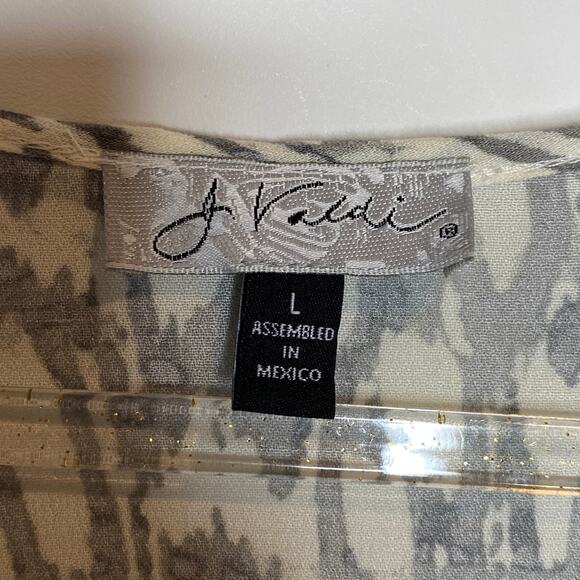 J. Valdi ®
L
ASSEMBLED
IN
MEXICO